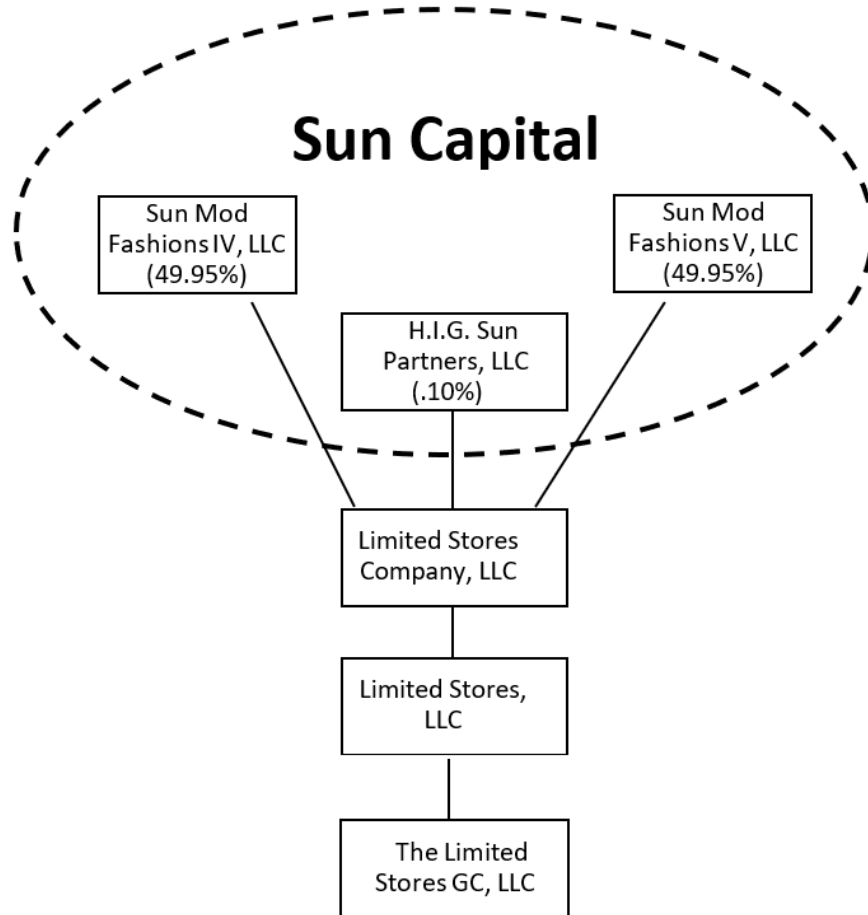 Sun Capital
Sun Mod
Fashions IV, LLC
(49.95%)
Sun Mod
Fashions V, LLC
(49.95%)
H.I.G. Sun
Partners, LLC
(.10%)
Limited Stores
Company, LLC
Limited Stores,
LLC
The Limited
Stores GC, LLC